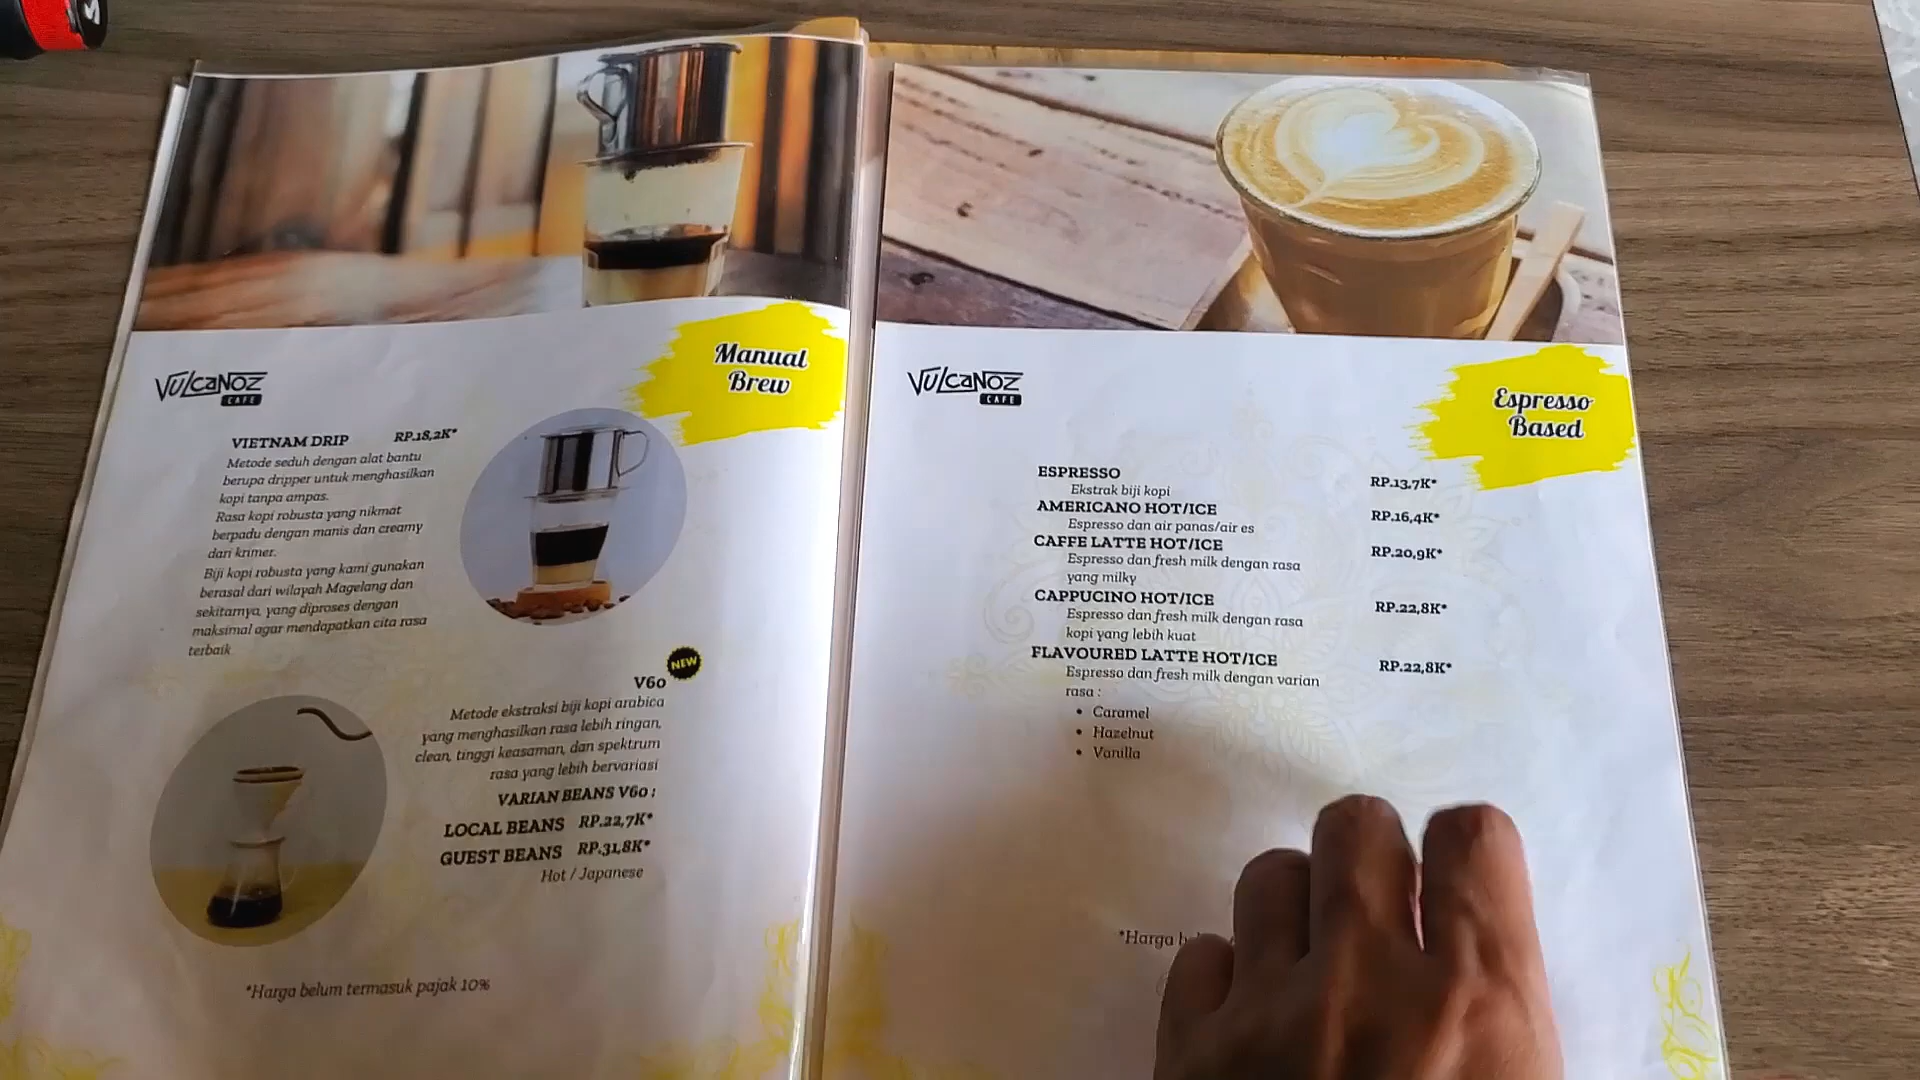 Manual
Brew
VULCANOZ
CAFE
VIETNAM DRIP RP.18,2K*
Metode seduh dengan alat bantu
berupa dripper untuk menghasilkan
kopi tanpa ampas.
Rasa kopi robusta yang nikmat
berpadu dengan manis dan creamy
dari krimer.
Biji kopi robusta yang kami gunakan
berasal dari wilayah Magelang dan
sekitarnya, yang diproses dengan
maksimal agar mendapatkan cita rasa
terbaik
NEW
V60
Metode ekstraksi biji kopi arabica
yang menghasilkan rasa lebih ringan,
clean, tinggi keasaman, dan spektrum
rasa yang lebih bervariasi
VARIAN BEANS V60 :
LOCAL BEANS RP.22,7K*
GUEST BEANS RP.31,8K*
Hot / Japanese
*Harga belum termasuk pajak 10%
Espresso
Based
VULCANOZ
CAFE
ESPRESSO RP.13,7K*
Ekstrak biji kopi
AMERICANO HOT/ICE RP.16,4K*
Espresso dan air panas/air es
CAFFE LATTE HOT/ICE RP.20,9K*
Espresso dan fresh milk dengan rasa
yang milky
CAPPUCINO HOT/ICE RP.22,8K*
Espresso dan fresh milk dengan rasa
kopi yang lebih kuat
FLAVOURED LATTE HOT/ICE RP.22,8K*
Espresso dan fresh milk dengan varian
rasa :
• Caramel
• Hazelnut
• Vanilla
*Harga